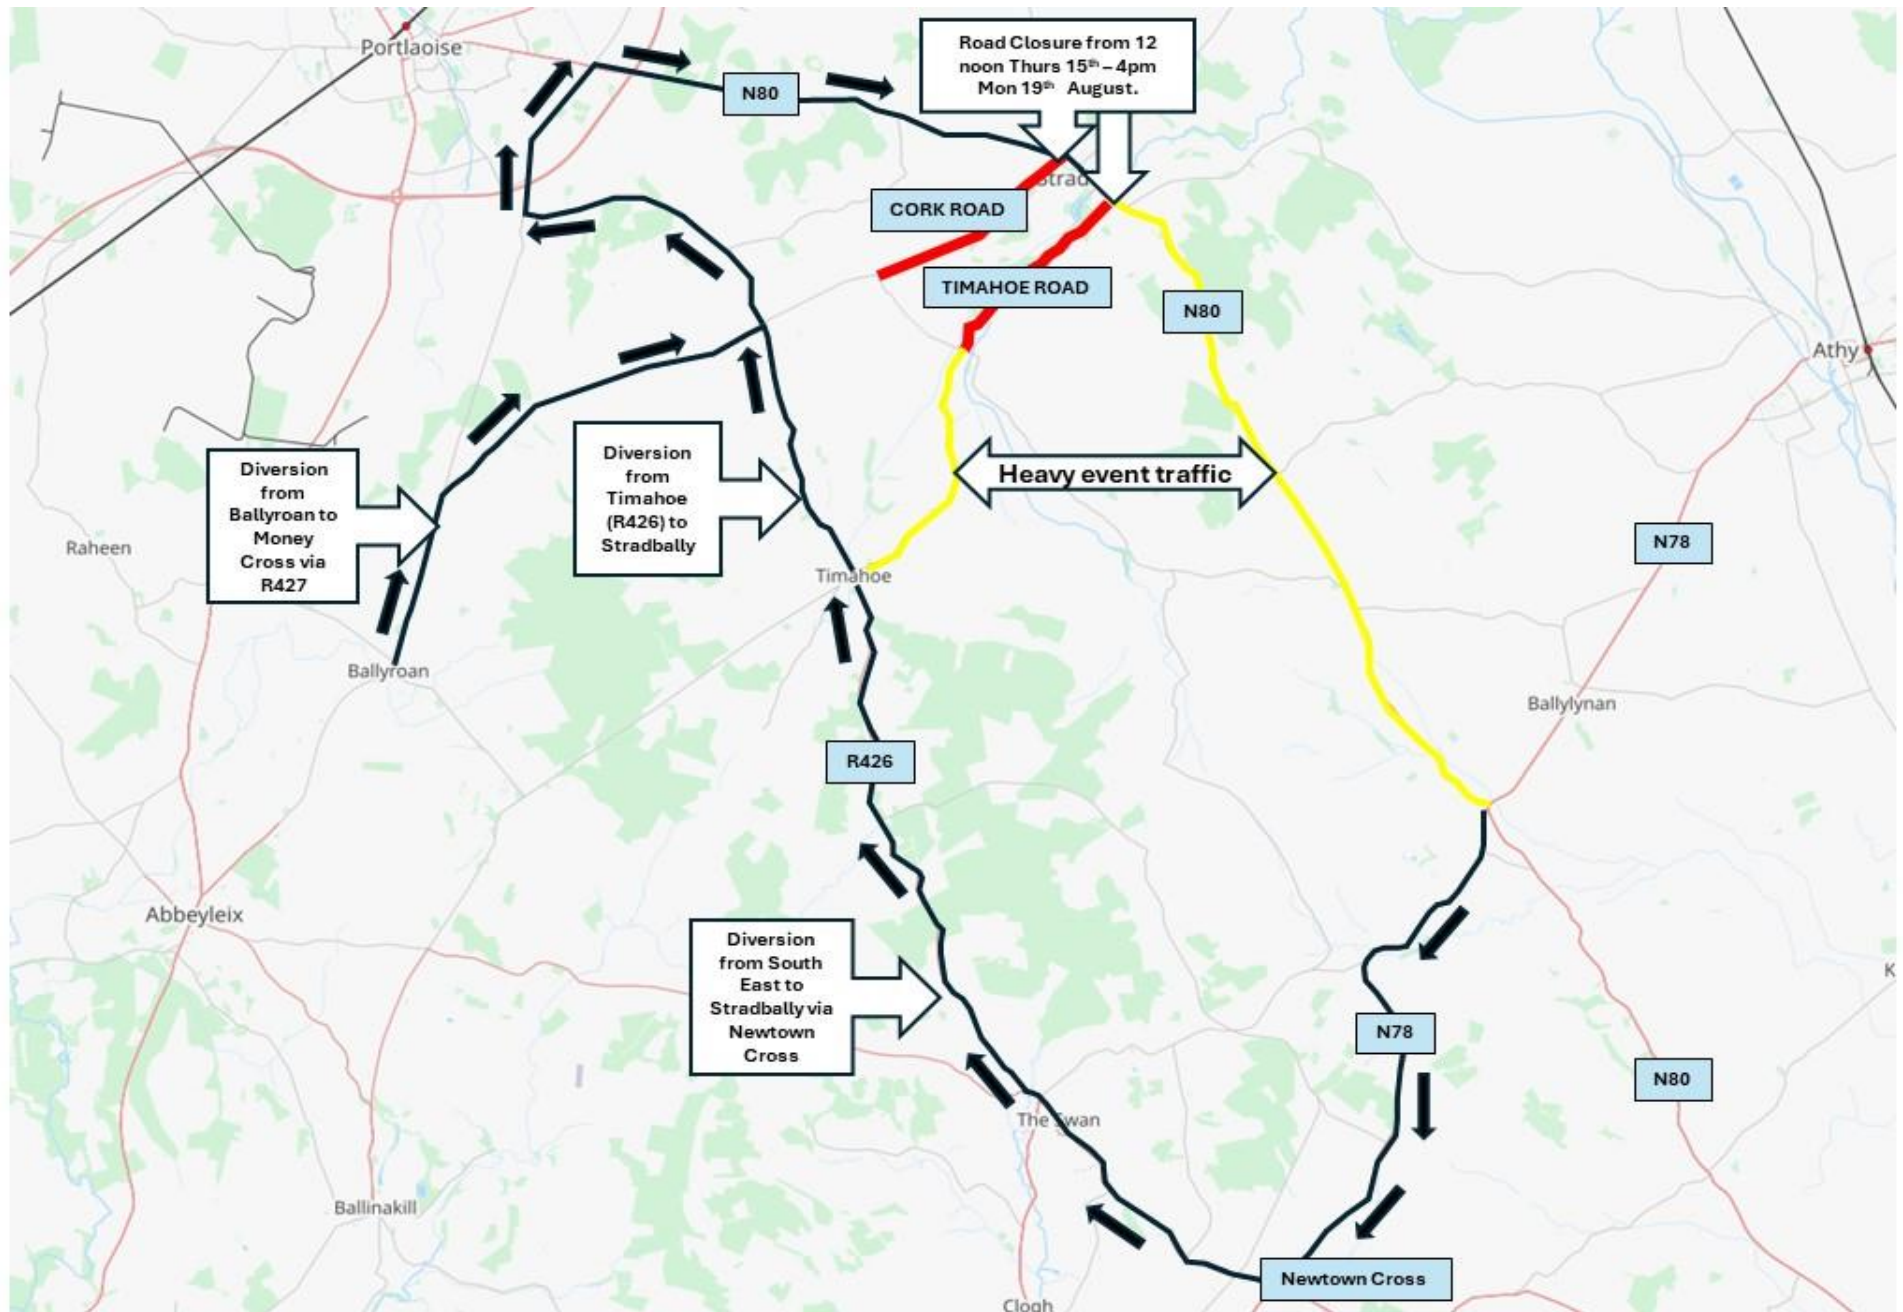 Portlaoise
Road Closure from 12
noon Thurs 15th – 4pm
Mon 19th August.
N80
Strad
CORK ROAD
TIMAHOE ROAD
N80
Athy
Diversion
from
Timahoe
(R426) to
Stradbally
Heavy event traffic
Diversion
from
Ballyroan to
Money
Cross via
R427
Raheen
N78
Timahoe
Ballyroan
Ballylynan
R426
Abbeyleix
Diversion
from South
East to
Stradbally via
Newtown
Cross
K
N78
N80
The Swan
Ballinakill
Newtown Cross
Clogh